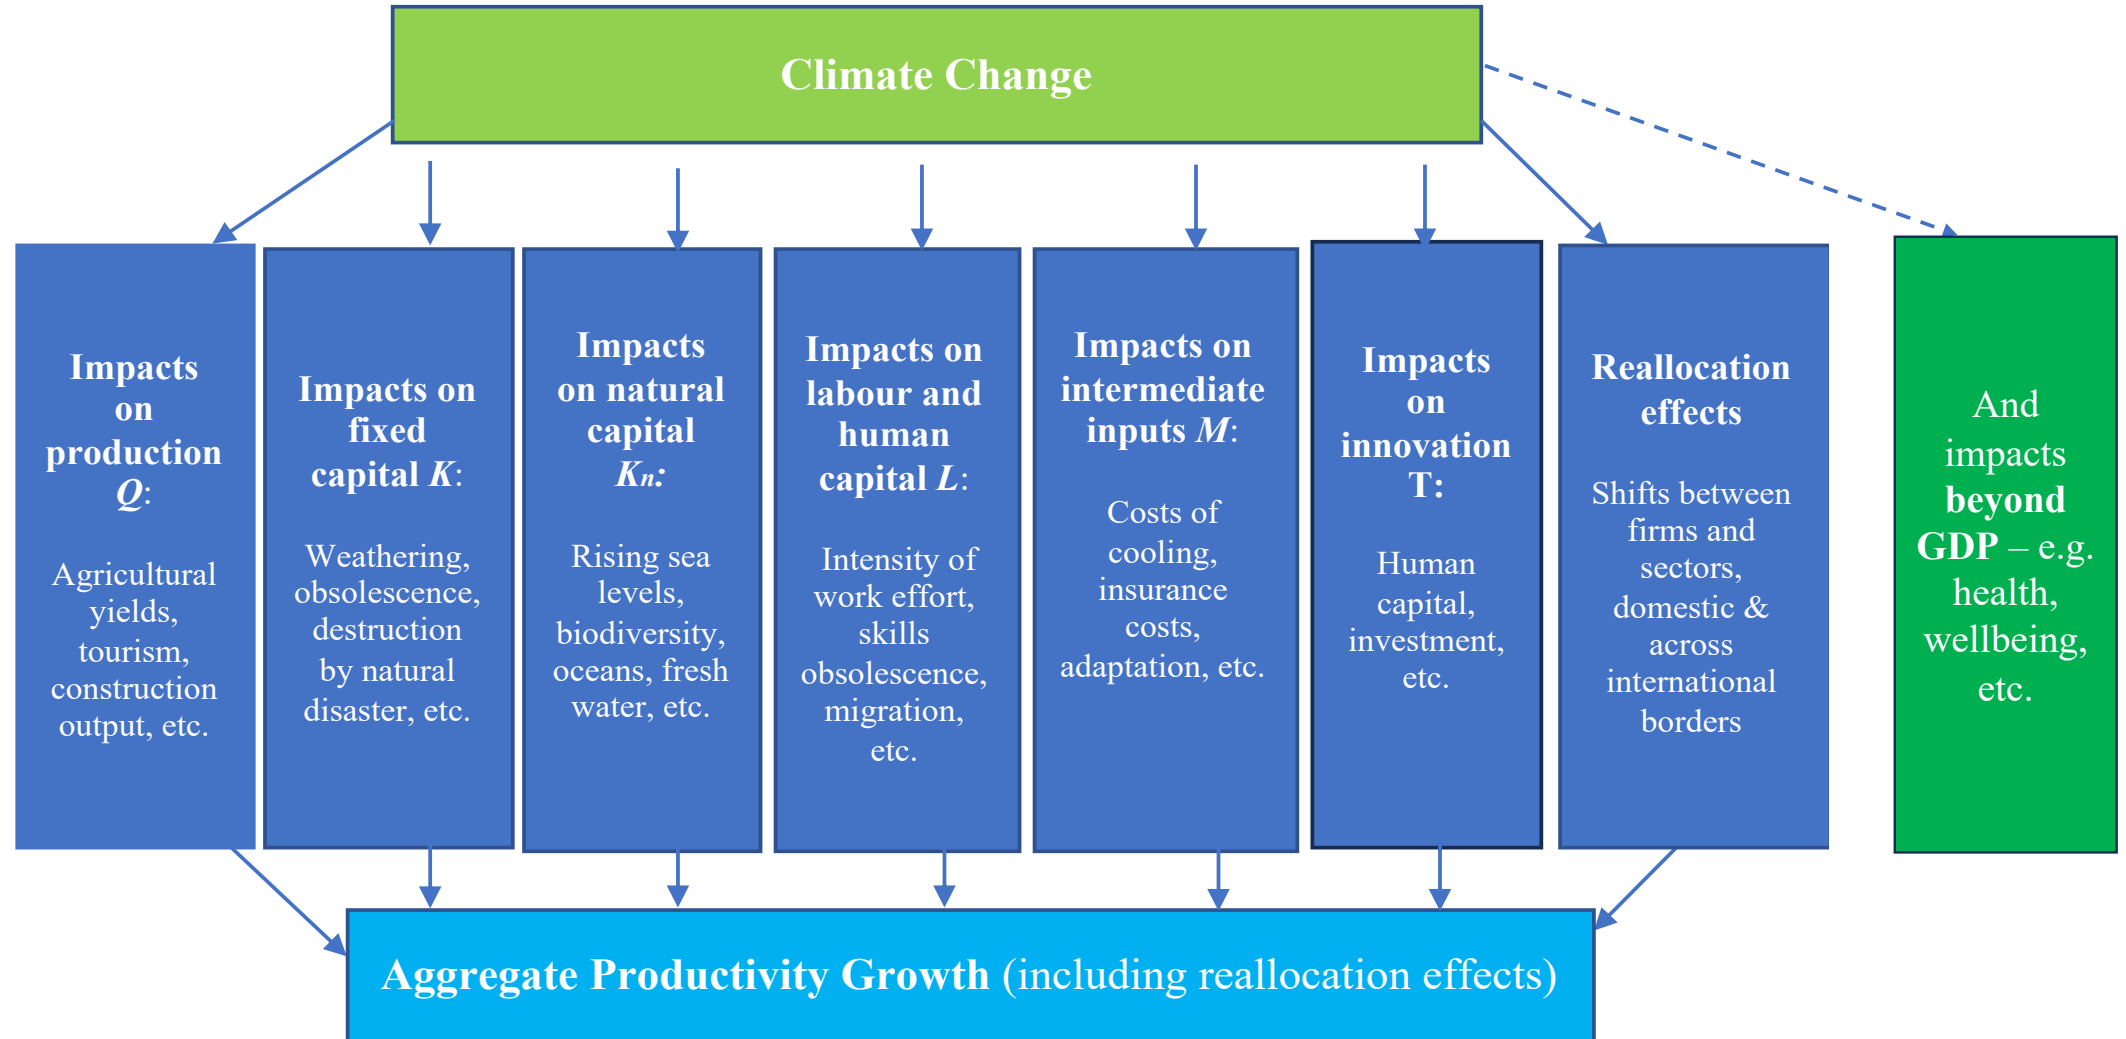 Climate Change
Impacts
on
production
Q:
Agricultural
yields,
tourism,
construction
output, etc.
Impacts on
fixed
capital K:
Weathering,
obsolescence,
destruction
by natural
disaster, etc.
Impacts
on natural
capital
Kn:
Rising sea
levels,
biodiversity,
oceans, fresh
water, etc.
Impacts on
labour and
human
capital L:
Intensity of
work effort,
skills
obsolescence,
migration,
etc.
Impacts on
intermediate
inputs M:
Costs of
cooling,
insurance
costs,
adaptation, etc.
Impacts
on
innovation
T:
Human
capital,
investment,
etc.
Reallocation
effects
Shifts between
firms and
sectors,
domestic &
across
international
borders
And
impacts
beyond
GDP – e.g.
health,
wellbeing,
etc.
Aggregate Productivity Growth (including reallocation effects)